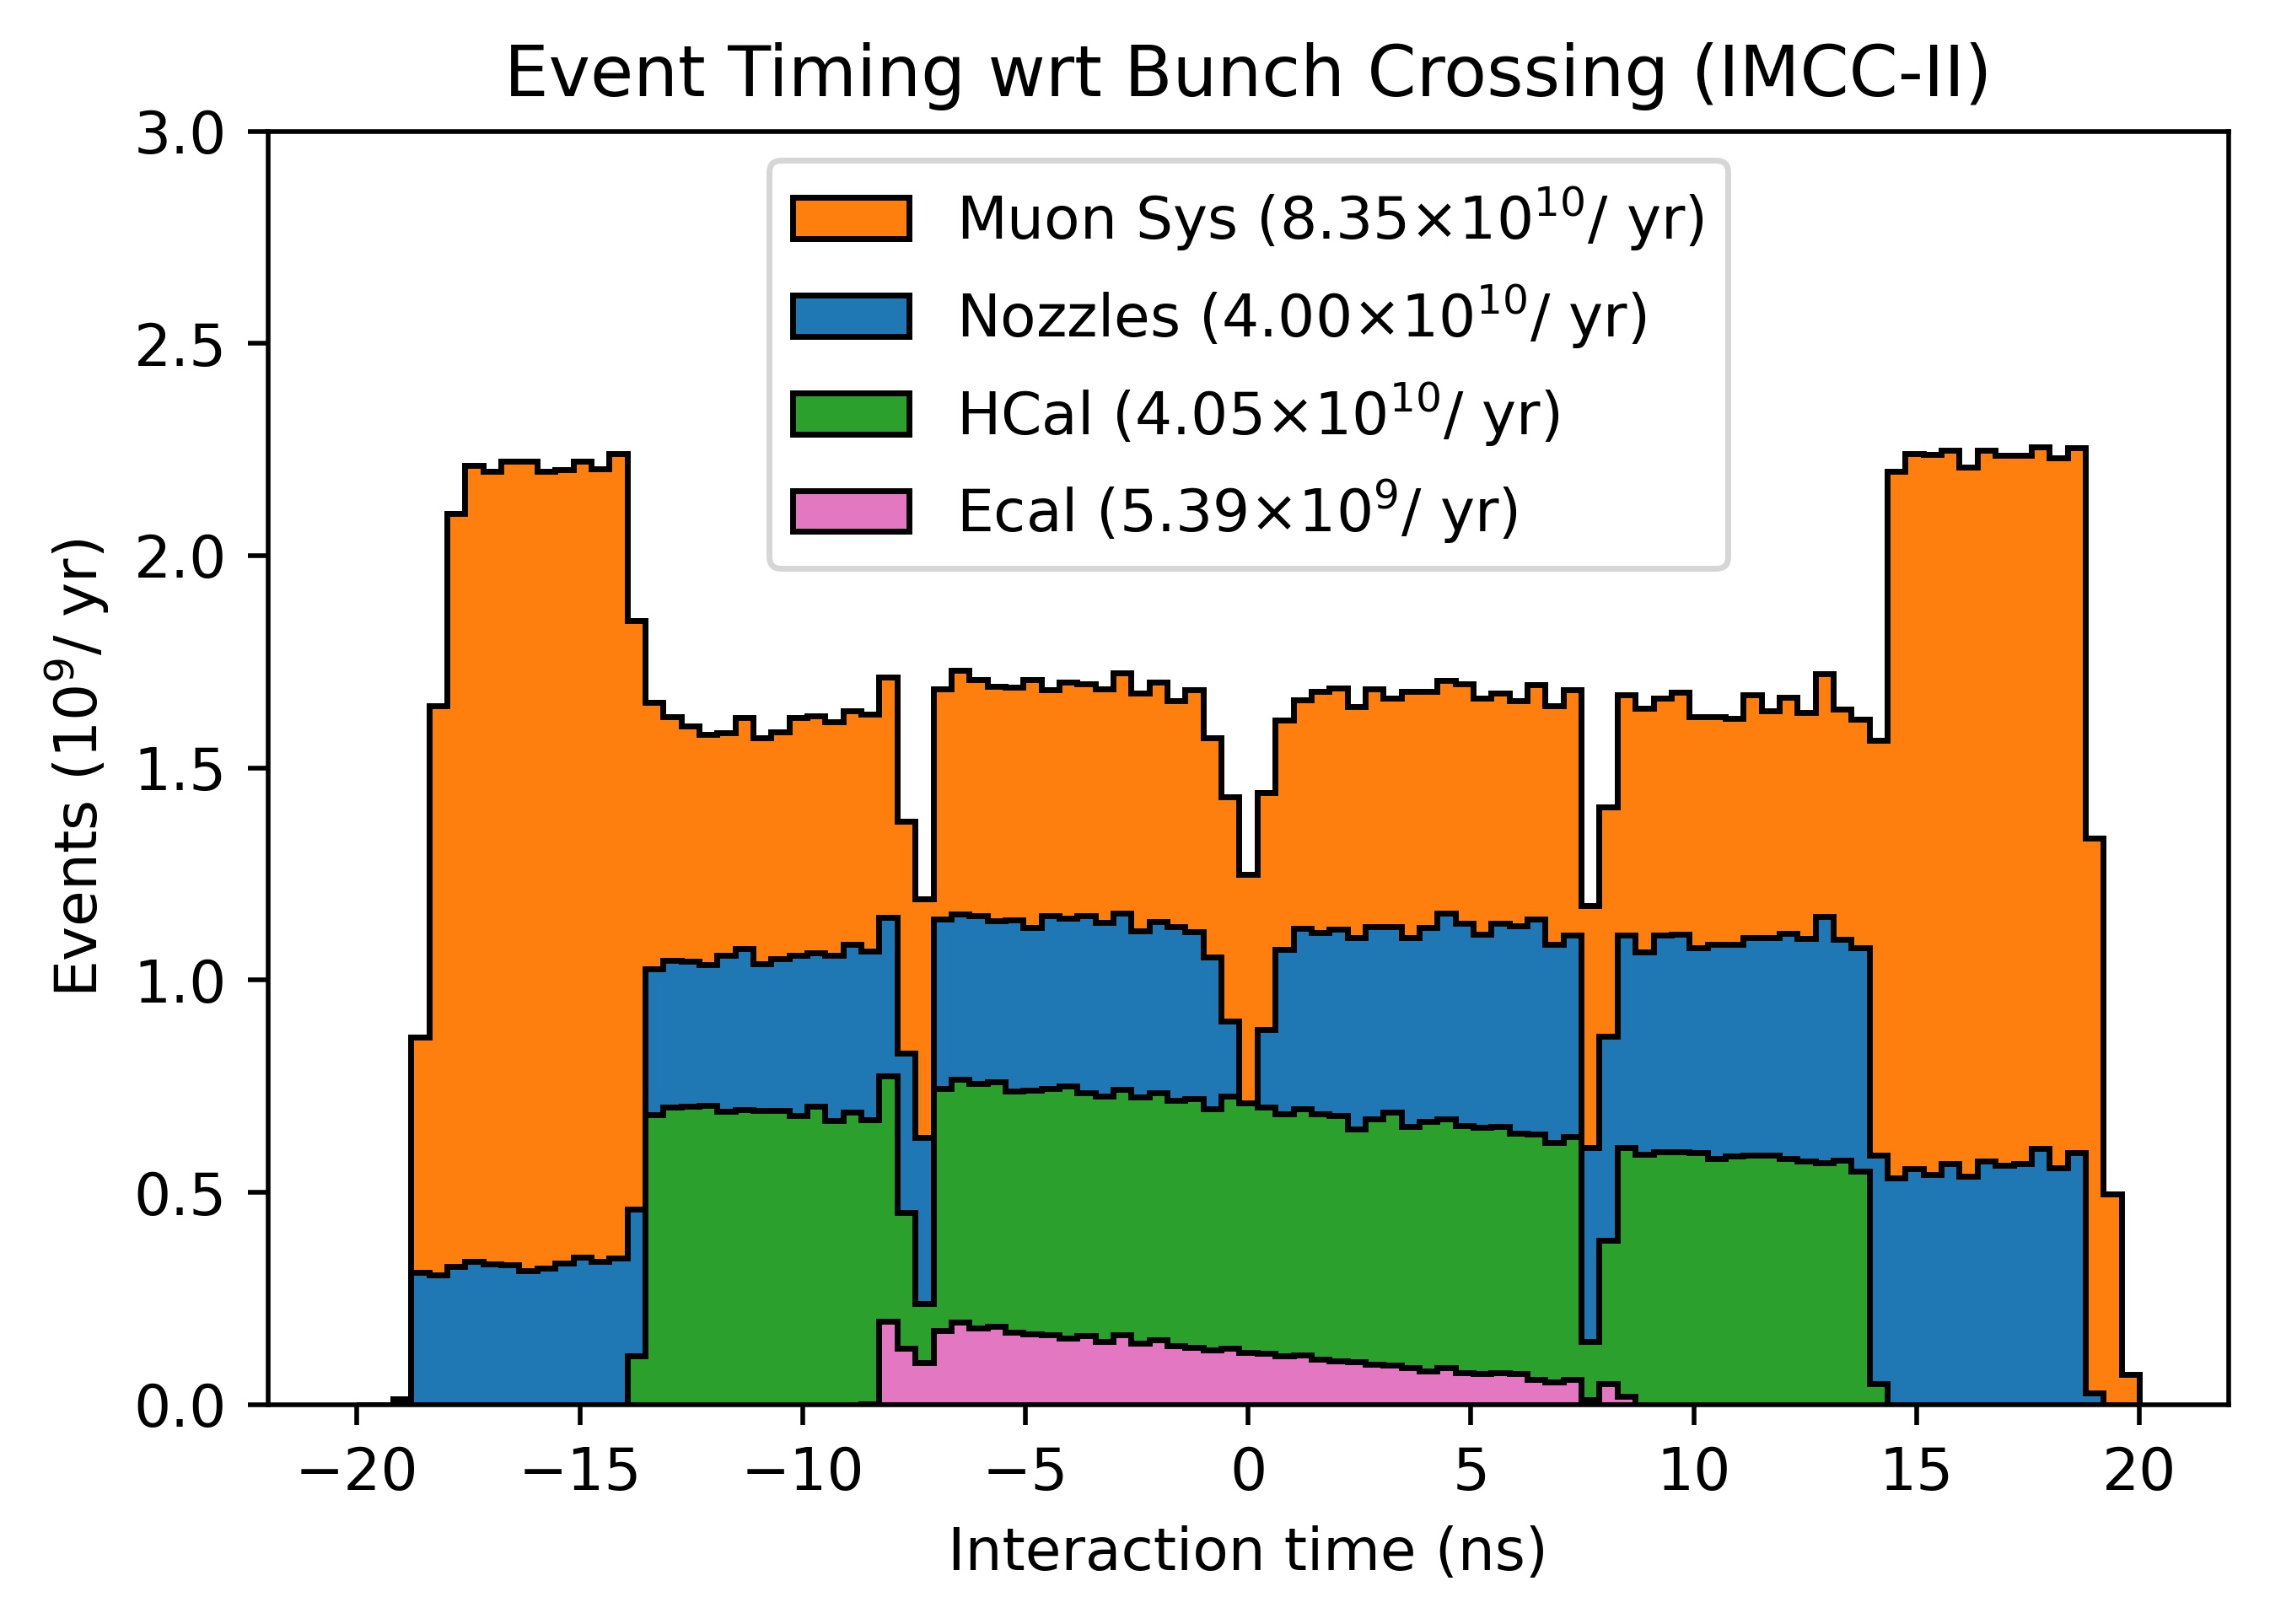 Event Timing wrt Bunch Crossing (IMCC-II)
3.0
2.5
2.0
1.5
1.0
0.5
0.0
Events (10⁹/ yr)
Muon Sys (8.35×10¹⁰/ yr)
Nozzles (4.00×10¹⁰/ yr)
HCal (4.05×10¹⁰/ yr)
Ecal (5.39×10⁹/ yr)
−20 −15 −10 −5 0 5 10 15 20
Interaction time (ns)